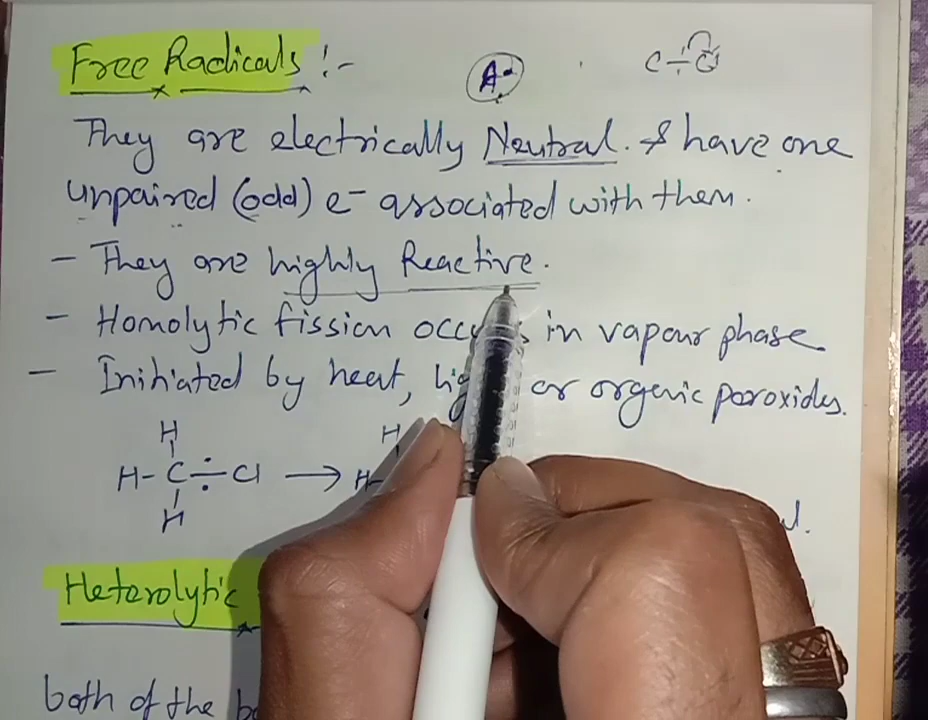 Free Radicals :-
A•
C ÷ C
They are electrically Neutral. & have one
unpaired (odd) e- associated with them.
- They are highly Reactive.
- Homolytic fission in vapour phase
- Initiated by heat, or organic peroxides.
H H
H-C÷Cl → H-
H
Heterolytic
both of the